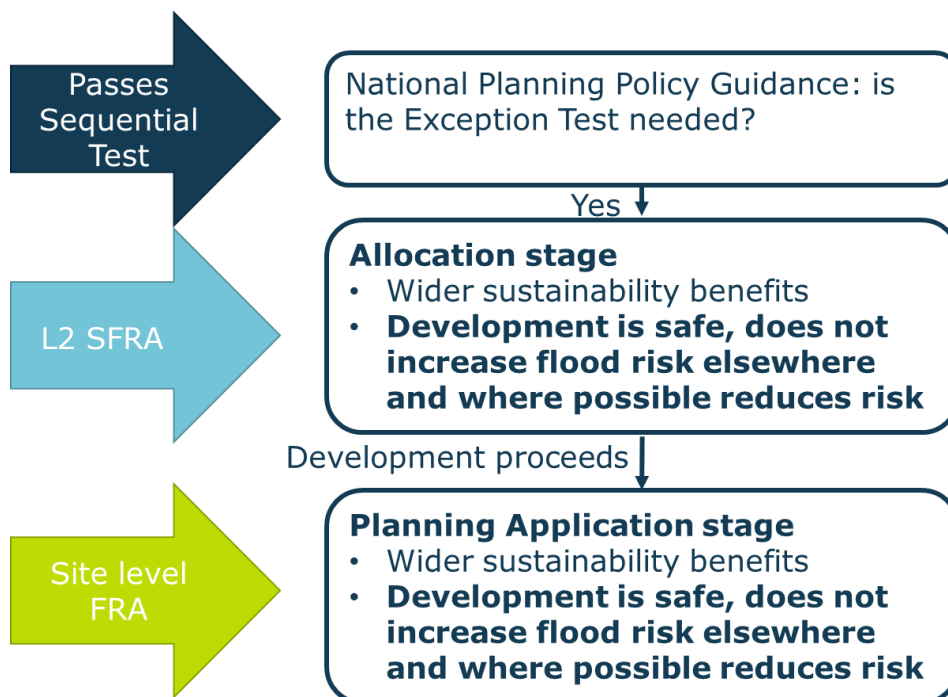 Passes
Sequential
Test
National Planning Policy Guidance: is
the Exception Test needed?
Yes
L2 SFRA
Allocation stage
• Wider sustainability benefits
• Development is safe, does not
increase flood risk elsewhere
and where possible reduces risk
Development proceeds
Site level
FRA
Planning Application stage
• Wider sustainability benefits
• Development is safe, does not
increase flood risk elsewhere
and where possible reduces risk